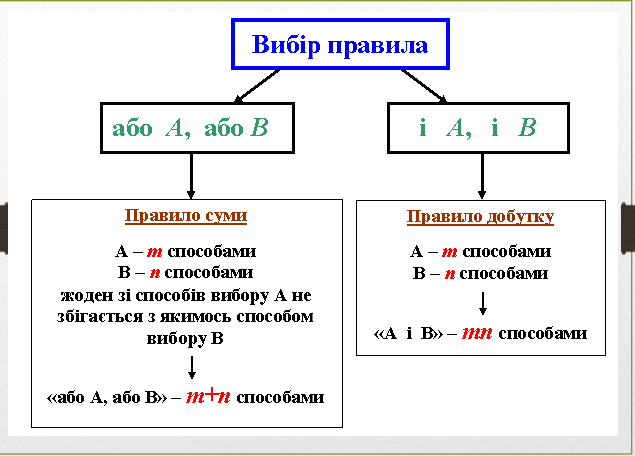 Вибір правила
або A, або B
і A, і B
Правило суми
А – m способами
В – n способами
жоден зі способів вибору А не
збігається з якимось способом
вибору В
«або А, або В» – m+n способами
Правило добутку
А – m способами
В – n способами
«А і В» – mn способами